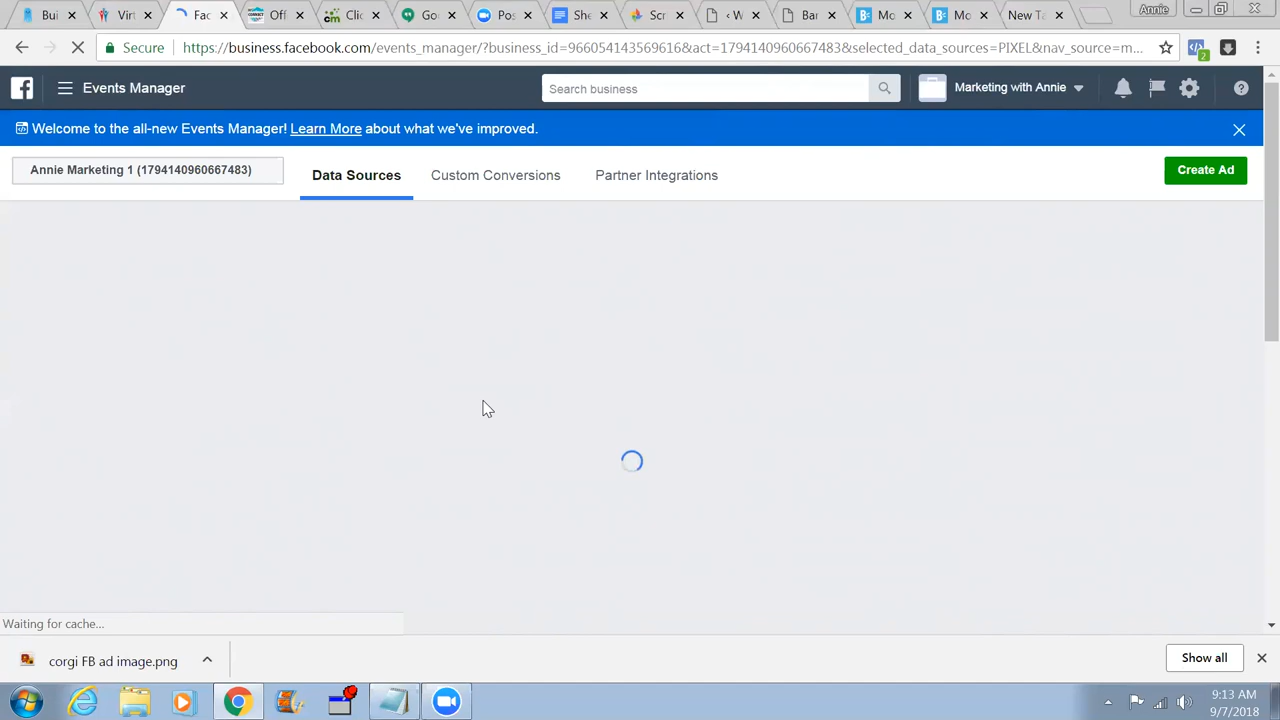 Bui
Virt
Fac
Off
Clic
Go
Pos
She
Scr
‹ W
Bar
Mo
Mo
New Ta
Annie
Secure
https://business.facebook.com/events_manager/?business_id=966054143569616&act=1794140960667483&selected_data_sources=PIXEL&nav_source=m...
2
Events Manager
Search business
Marketing with Annie
Welcome to the all-new Events Manager! Learn More about what we've improved.
Annie Marketing 1 (1794140960667483)
Data Sources
Custom Conversions
Partner Integrations
Create Ad
Waiting for cache...
corgi FB ad image.png
Show all
9:13 AM
9/7/2018